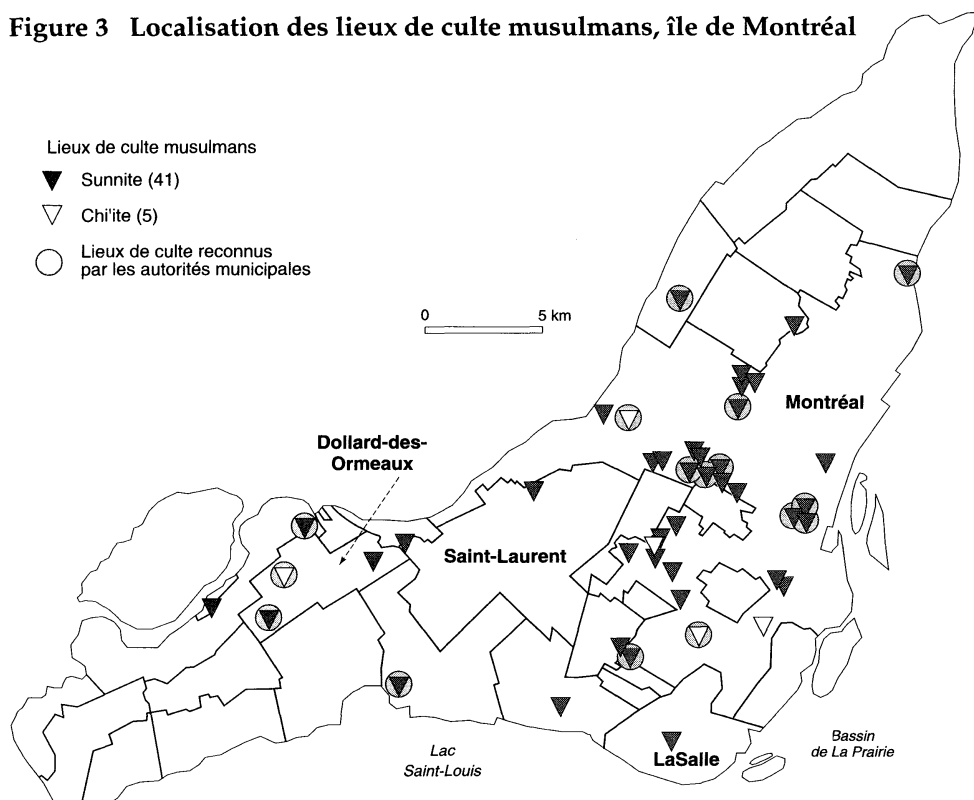 Figure 3 Localisation des lieux de culte musulmans, île de Montréal
Lieux de culte musulmans
Sunnite (41)
Chi'ite (5)
Lieux de culte reconnus
par les autorités municipales
0 5 km
Montréal
Dollard-des-
Ormeaux
Saint-Laurent
LaSalle
Lac
Saint-Louis
Bassin
de La Prairie